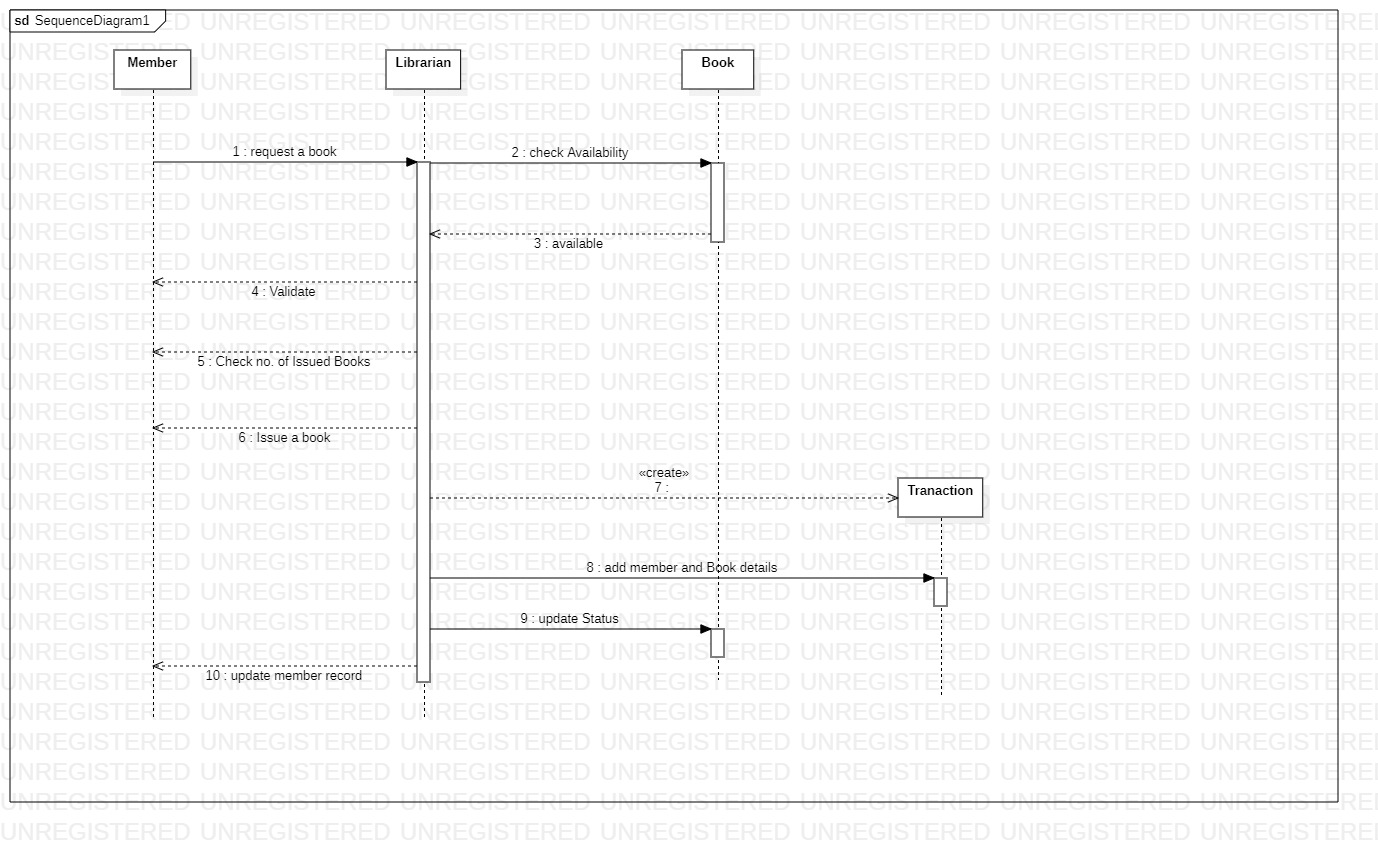 sd SequenceDiagram1
Member
Librarian
Book
1 : request a book
2 : check Availability
3 : available
4 : Validate
5 : Check no. of Issued Books
6 : Issue a book
«create»
7 :
Tranaction
8 : add member and Book details
9 : update Status
10 : update member record
UNREGISTERED